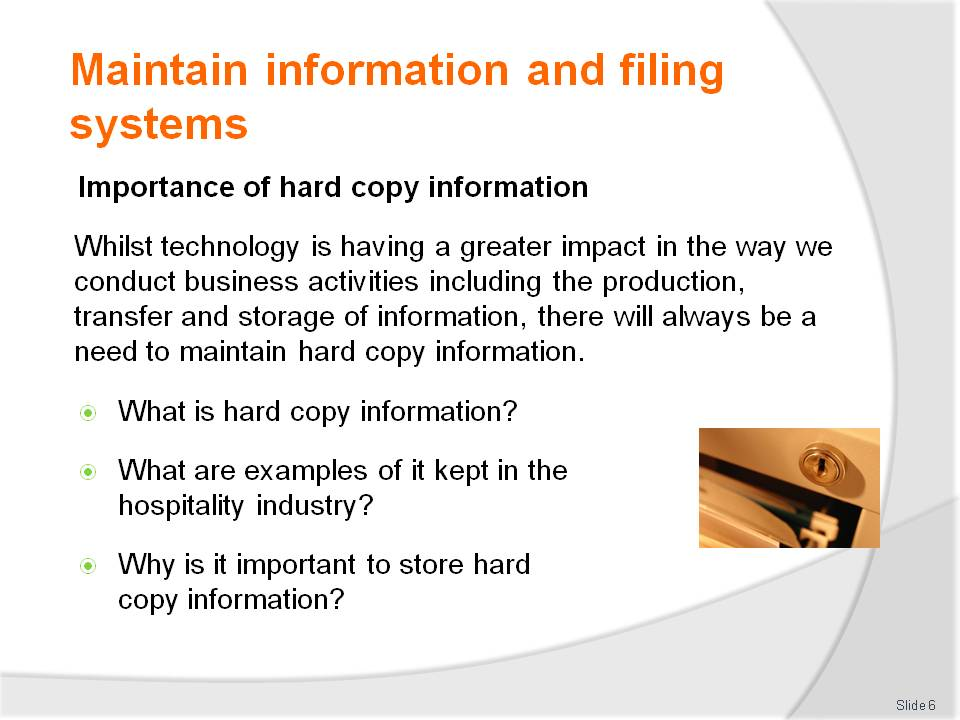 Maintain information and filing
systems
Importance of hard copy information
Whilst technology is having a greater impact in the way we
conduct business activities including the production,
transfer and storage of information, there will always be a
need to maintain hard copy information.
What is hard copy information?
What are examples of it kept in the
hospitality industry?
Why is it important to store hard
copy information?
Slide 6